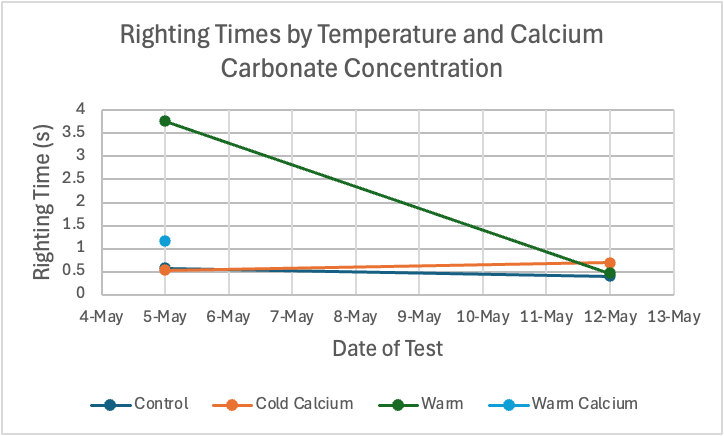 Righting Times by Temperature and Calcium
Carbonate Concentration
Righting Time (s)
4
3.5
3
2.5
2
1.5
1
0.5
0
4-May 5-May 6-May 7-May 8-May 9-May 10-May 11-May 12-May 13-May
Date of Test
Control Cold Calcium Warm Warm Calcium